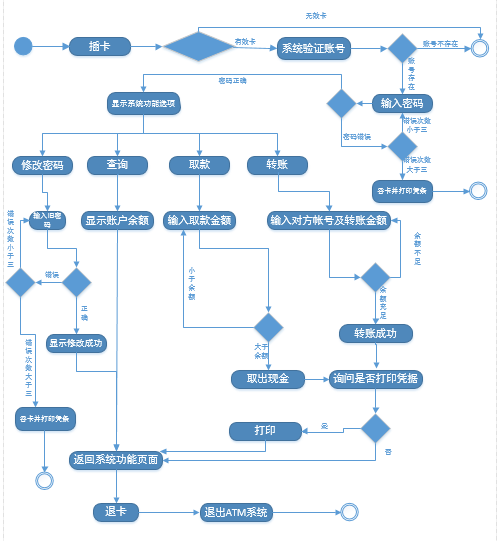 无效卡
插卡
有效卡
系统验证账号
账号不存在
账
号
存
在
密码正确
显示系统功能选项
输入密码
错误次数
小于三
密码错误
错误次数
大于三
吞卡并打印凭条
修改密码
查询
取款
转账
错
误
次
数
小
于
三
输入旧密
码
显示账户余额
输入取款金额
输入对方帐号及转账金额
余
额
不
足
错误
小
于
余
额
余
额
充
足
正
确
大于
余额
转账成功
显示修改成功
错
误
次
数
大
于
三
取出现金
询问是否打印凭据
吞卡并打印凭条
打印
是
否
返回系统功能页面
退卡
退出ATM系统